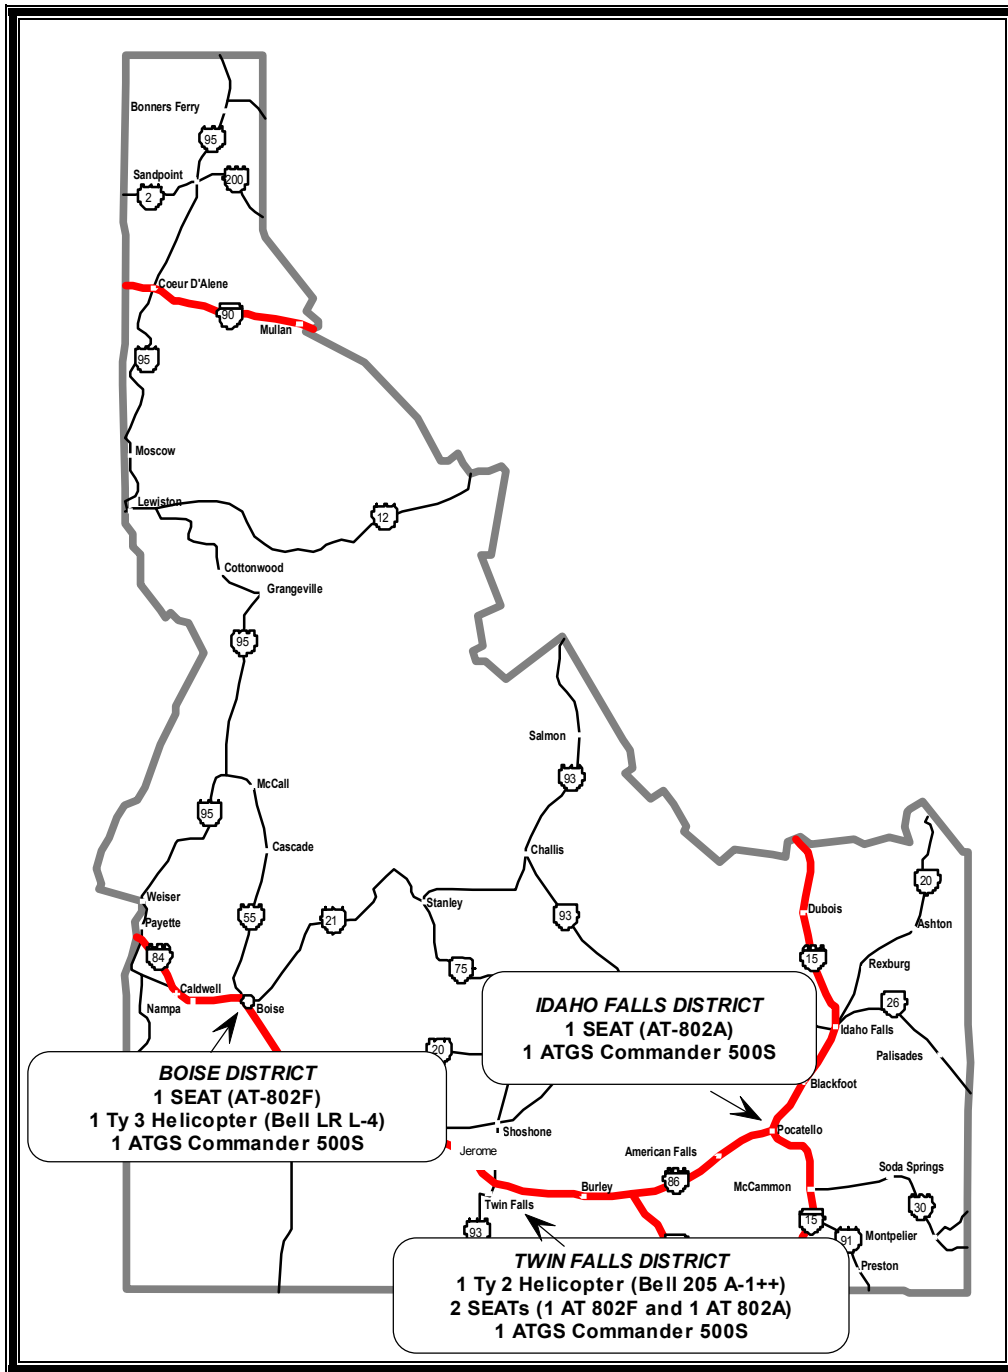 Bonners Ferry
95
Sandpoint
200
2
Coeur D'Alene
90
Mullan
95
Moscow
Lewiston
12
Cottonwood
Grangeville
95
Salmon
93
McCall
95
Cascade
Challis
20
Weiser
Stanley
Dubois
Payette
55
21
93
Ashton
84
15
Rexburg
75
Caldwell
Nampa
Boise
26
Idaho Falls
Palisades
IDAHO FALLS DISTRICT
1 SEAT (AT-802A)
1 ATGS Commander 500S
20
Blackfoot
BOISE DISTRICT
1 SEAT (AT-802F)
1 Ty 3 Helicopter (Bell LR L-4)
1 ATGS Commander 500S
Shoshone
Pocatello
Jerome
American Falls
Soda Springs
86
Burley
McCammon
Twin Falls
30
93
15
91
Montpelier
Preston
TWIN FALLS DISTRICT
1 Ty 2 Helicopter (Bell 205 A-1++)
2 SEATs (1 AT 802F and 1 AT 802A)
1 ATGS Commander 500S